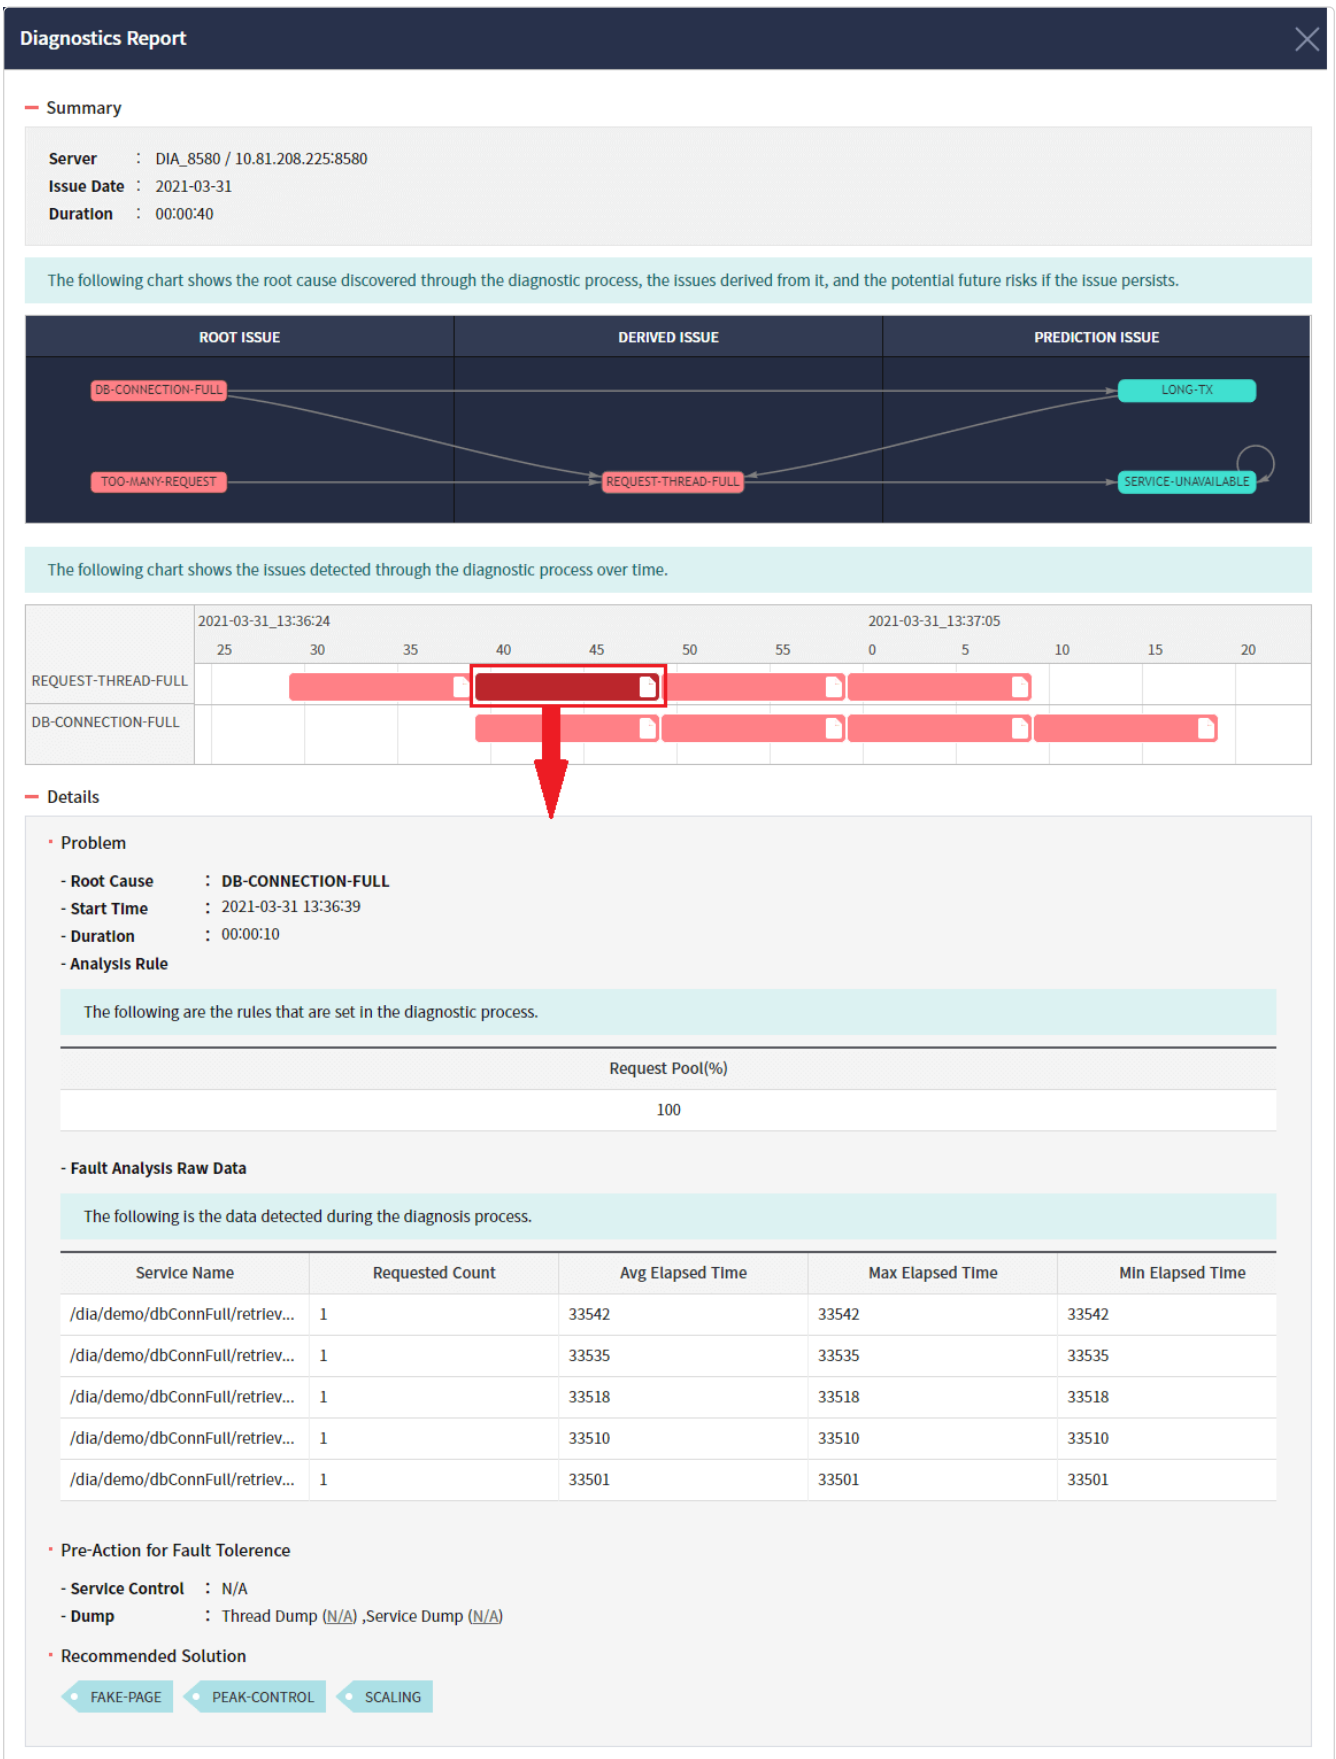 Diagnostics Report
Summary
Server : DIA_8580 / 10.81.208.225:8580
Issue Date : 2021-03-31
Duration : 00:00:40
The following chart shows the root cause discovered through the diagnostic process, the issues derived from it, and the potential future risks if the issue persists.
ROOT ISSUE DERIVED ISSUE PREDICTION ISSUE
DB-CONNECTION-FULL LONG-TX
TOO-MANY-REQUEST REQUEST-THREAD-FULL SERVICE-UNAVAILABLE
The following chart shows the issues detected through the diagnostic process over time.
2021-03-31_13:36:24 2021-03-31_13:37:05
25 30 35 40 45 50 55 0 5 10 15 20
REQUEST-THREAD-FULL
DB-CONNECTION-FULL
Details
Problem
- Root Cause : DB-CONNECTION-FULL
- Start Time : 2021-03-31 13:36:39
- Duration : 00:00:10
- Analysis Rule
The following are the rules that are set in the diagnostic process.
Request Pool(%)
100
- Fault Analysis Raw Data
The following is the data detected during the diagnosis process.
Service Name Requested Count Avg Elapsed Time Max Elapsed Time Min Elapsed Time
/dia/demo/dbConnFull/retriev... 1 33542 33542 33542
/dia/demo/dbConnFull/retriev... 1 33535 33535 33535
/dia/demo/dbConnFull/retriev... 1 33518 33518 33518
/dia/demo/dbConnFull/retriev... 1 33510 33510 33510
/dia/demo/dbConnFull/retriev... 1 33501 33501 33501
Pre-Action for Fault Tolerence
- Service Control : N/A
- Dump : Thread Dump (N/A) ,Service Dump (N/A)
Recommended Solution
FAKE-PAGE PEAK-CONTROL SCALING